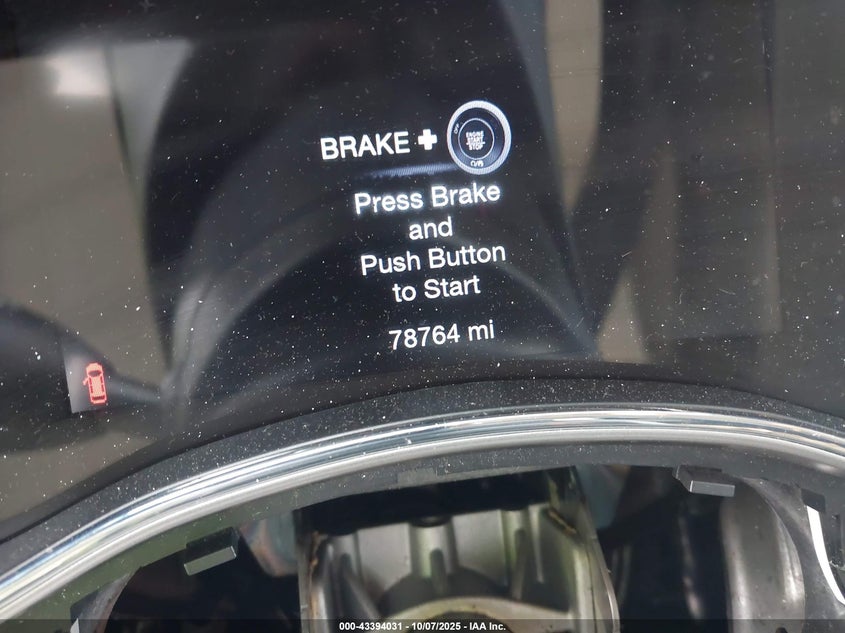 BRAKE +
OFF
ENGINE
START
STOP
Press Brake
and
Push Button
to Start
78764 mi
000-43394031 - 10/07/2025 - IAA Inc.